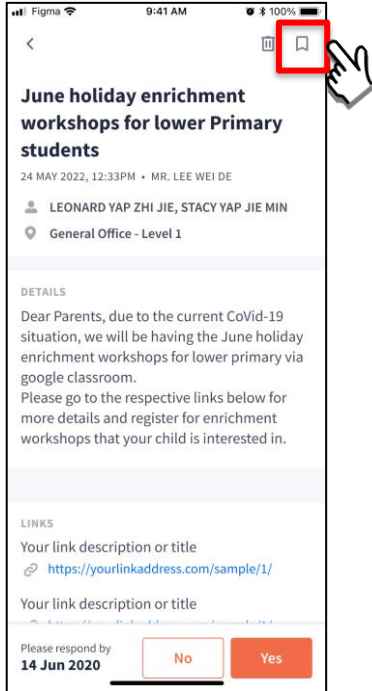 Figma 9:41 AM 100%
June holiday enrichment
workshops for lower Primary
students
24 MAY 2022, 12:33PM • MR. LEE WEI DE
LEONARD YAP ZHI JIE, STACY YAP JIE MIN
General Office - Level 1
DETAILS
Dear Parents, due to the current CoVid-19
situation, we will be having the June holiday
enrichment workshops for lower primary via
google classroom.
Please go to the respective links below for
more details and register for enrichment
workshops that your child is interested in.
LINKS
Your link description or title
https://yourlinkaddress.com/sample/1/
Your link description or title
Please respond by
14 Jun 2020
No
Yes